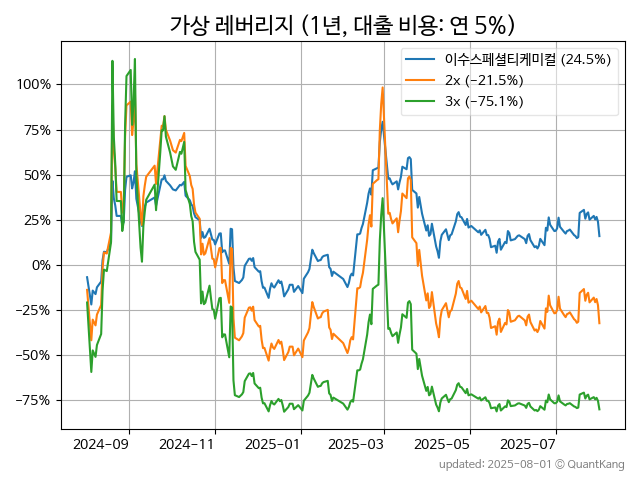 가상 레버리지 (1년, 대출 비용: 연 5%)
이수스페셜티케미컬 (24.5%)
2x (−21.5%)
3x (−75.1%)
100%
75%
50%
25%
0%
−25%
−50%
−75%
2024-09 2024-11 2025-01 2025-03 2025-05 2025-07
updated: 2025-08-01 © QuantKang